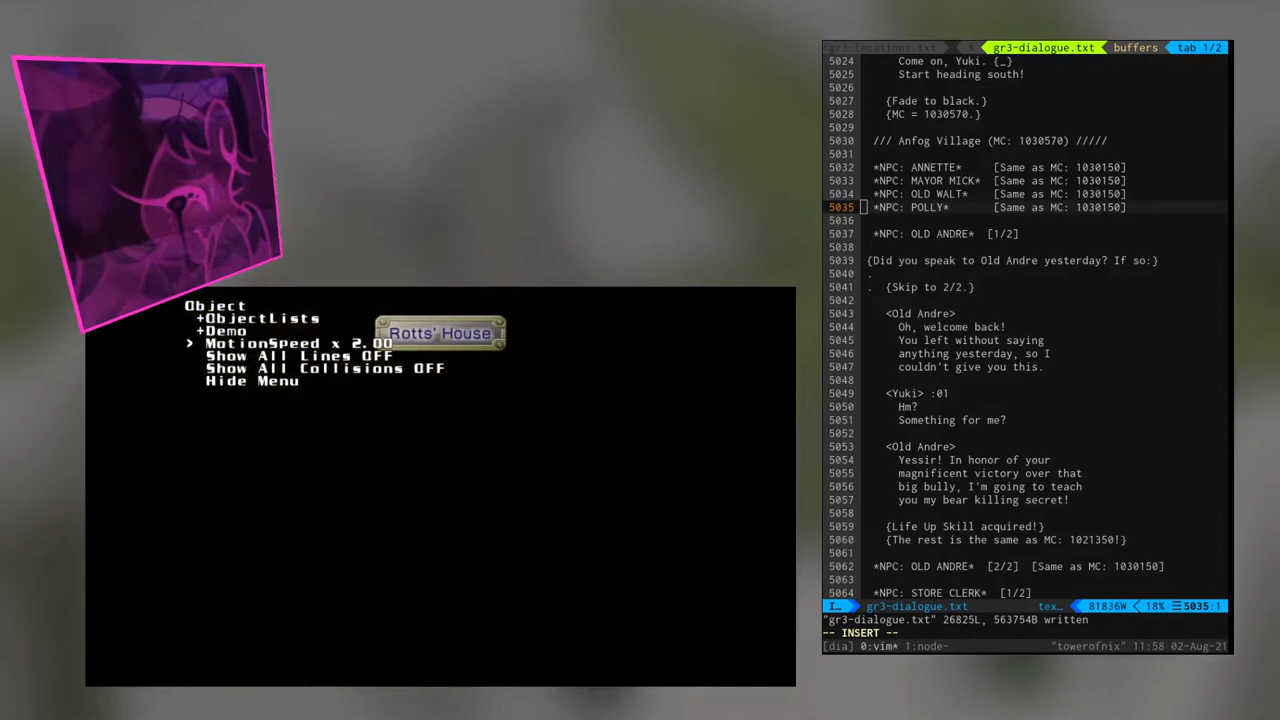 Object
+ObjectLists
+Demo
> MotionSpeed x 2.00
Show All Lines OFF
Show All Collisions OFF
Hide Menu
Rotts' House
<gr3-locations.txt gr3-dialogue.txt buffers tab 1/2
5024 Come on, Yuki. {_}
5025 Start heading south!
5026
5027 {Fade to black.}
5028 {MC = 1030570.}
5029
5030 /// Anfog Village (MC: 1030570) /////
5031
5032 *NPC: ANNETTE* [Same as MC: 1030150]
5033 *NPC: MAYOR MICK* [Same as MC: 1030150]
5034 *NPC: OLD WALT* [Same as MC: 1030150]
5035 *NPC: POLLY* [Same as MC: 1030150]
5036
5037 *NPC: OLD ANDRE* [1/2]
5038
5039 {Did you speak to Old Andre yesterday? If so:}
5040 .
5041 . {Skip to 2/2.}
5042
5043 <Old Andre>
5044 Oh, welcome back!
5045 You left without saying
5046 anything yesterday, so I
5047 couldn't give you this.
5048
5049 <Yuki> :01
5050 Hm?
5051 Something for me?
5052
5053 <Old Andre>
5054 Yessir! In honor of your
5055 magnificent victory over that
5056 big bully, I'm going to teach
5057 you my bear killing secret!
5058
5059 {Life Up Skill acquired!}
5060 {The rest is the same as MC: 1021350!}
5061
5062 *NPC: OLD ANDRE* [2/2] [Same as MC: 1030150]
5063
5064 *NPC: STORE CLERK* [1/2]
I… gr3-dialogue.txt tex… 81836W 18% ☰5035:1
"gr3-dialogue.txt" 26825L, 563754B written
-- INSERT --
[dia] 0:vim* 1:node- "towerofnix" 11:58 02-Aug-21